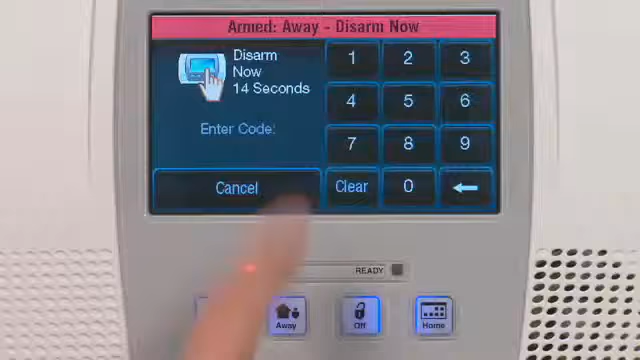 Armed: Away - Disarm Now
Disarm
Now
14 Seconds
Enter Code:
1 2 3
4 5 6
7 8 9
Cancel Clear 0
READY
Away Off Home